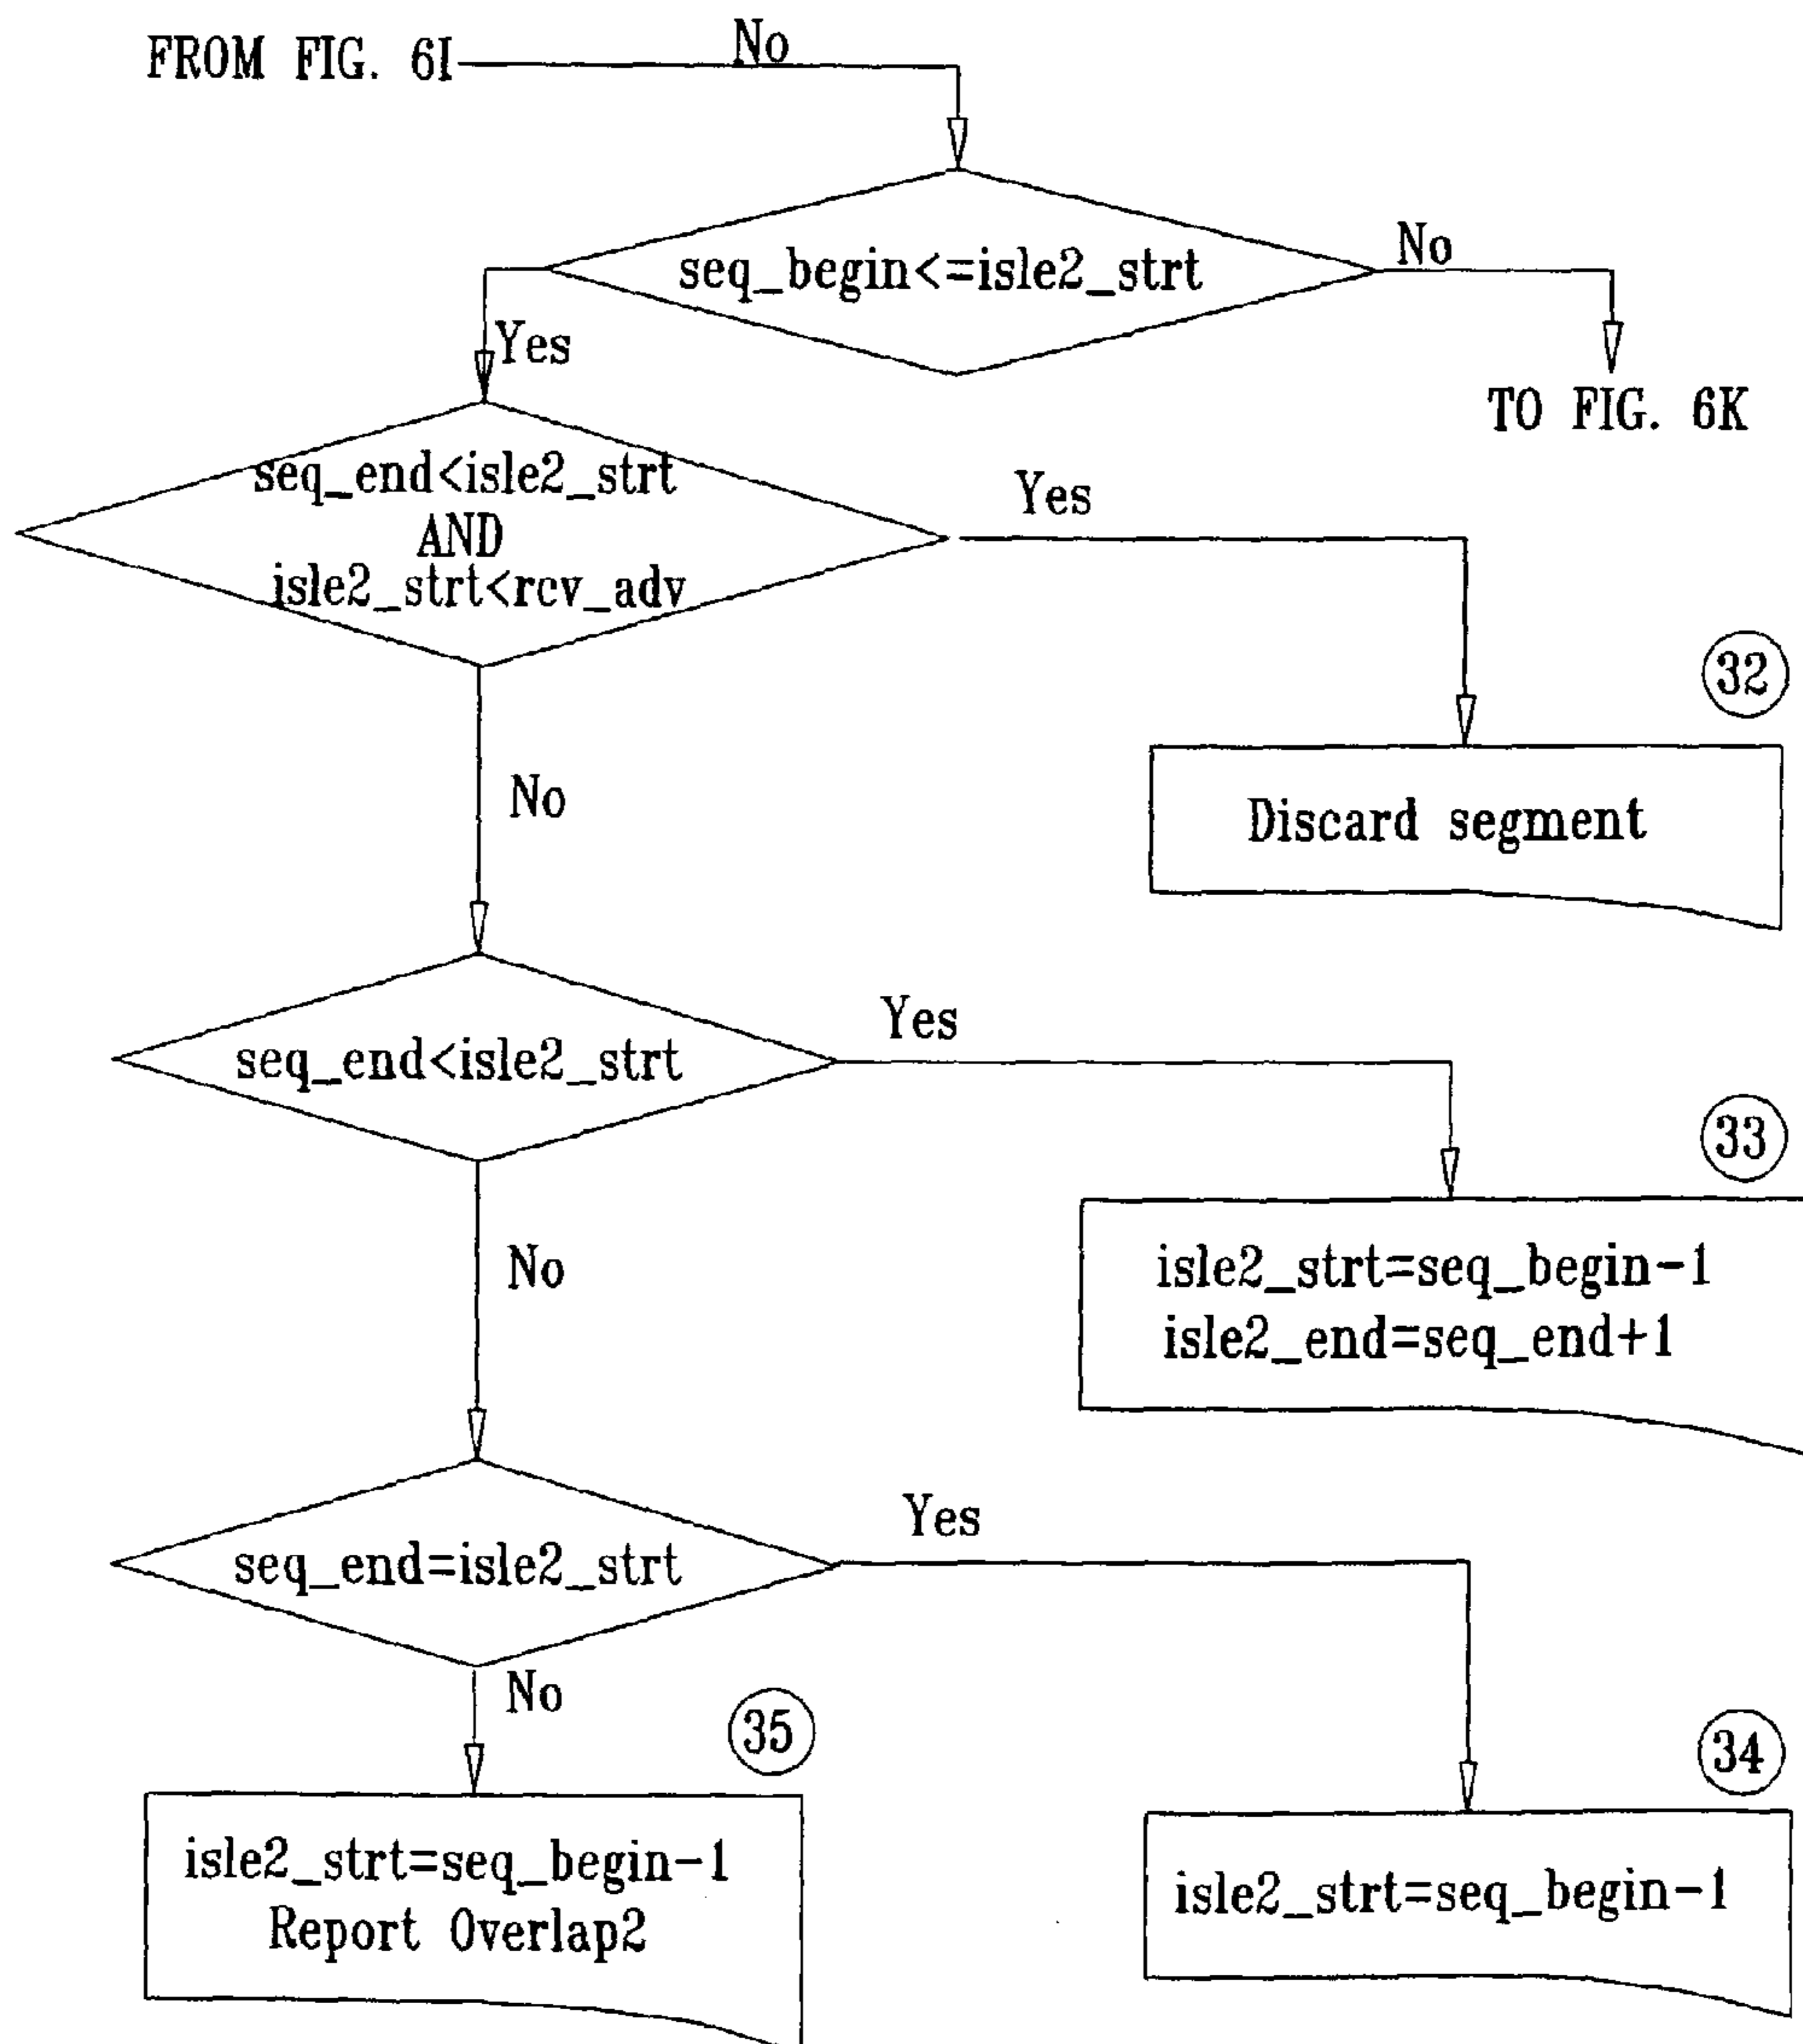 FROM FIG. 6I
No
seq_begin<=isle2_strt
No
Yes
TO FIG. 6K
seq_end<isle2_strt
AND
isle2_strt<rcv_adv
Yes
32
Discard segment
No
seq_end<isle2_strt
Yes
33
isle2_strt=seq_begin-1
isle2_end=seq_end+1
No
seq_end=isle2_strt
Yes
No
35
34
isle2_strt=seq_begin-1
Report Overlap2
isle2_strt=seq_begin-1